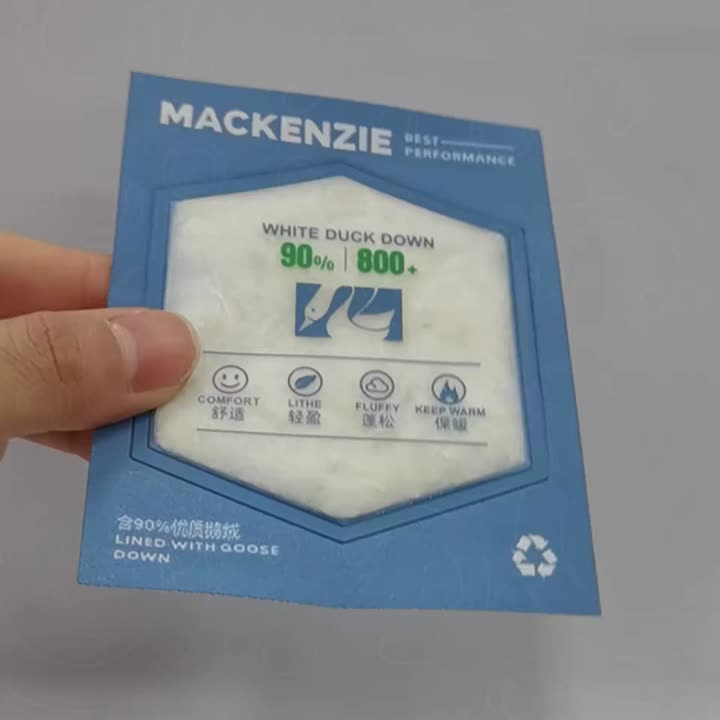 MACKENZIE
BEST
PERFORMANCE
WHITE DUCK DOWN
90% | 800+
COMFORT
舒适
LITHE
轻盈
FLUFFY
蓬松
KEEP WARM
保暖
含90%优质鹅绒
LINED WITH GOOSE
DOWN